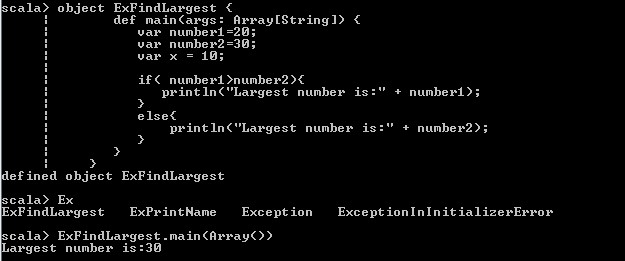 scala> object ExFindLargest {
     |        def main(args: Array[String]) {
     |           var number1=20;
     |           var number2=30;
     |           var x = 10;
     |
     |           if( number1>number2){
     |              println("Largest number is:" + number1);
     |           }
     |           else{
     |               println("Largest number is:" + number2);
     |           }
     |        }
     |     }
defined object ExFindLargest

scala> Ex
ExFindLargest   ExPrintName   Exception   ExceptionInInitializerError

scala> ExFindLargest.main(Array())
Largest number is:30